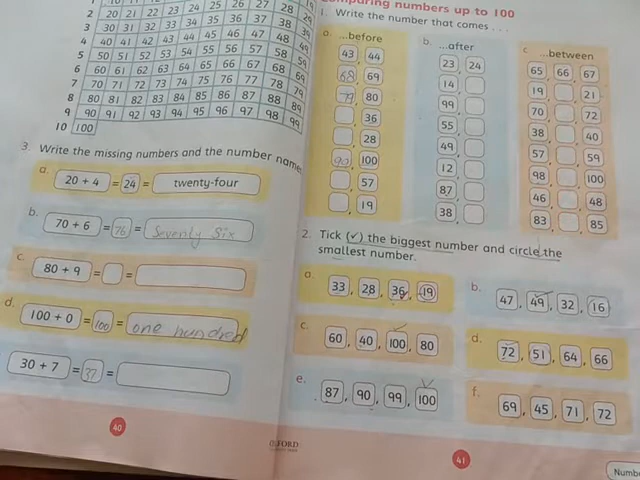 10 11 12 19
2 20 21 22 23 24 25 26 27 28 29
3 30 31 32 33 34 35 36 37 38 39
4 40 41 42 43 44 45 46 47 48 49
5 50 51 52 53 54 55 56 57 58 59
6 60 61 62 63 64 65 66 67 68 69
7 70 71 72 73 74 75 76 77 78 79
8 80 81 82 83 84 85 86 87 88 89
9 90 91 92 93 94 95 96 97 98 99
10 100
3. Write the missing numbers and the number name
a. 20 + 4 = 24 = twenty-four
b. 70 + 6 = 76 = Sevenly Six
c. 80 + 9 = =
d. 100 + 0 = 100 = one hundred
30 + 7 = 37 =
40
OXFORD
Comparing numbers up to 100
1. Write the number that comes . . .
a. ...before
43, 44
68, 69
79, 80
, 36
, 28
90, 100
, 57
, 19
b. ...after
23, 24
14,
99,
55,
49,
12,
87,
38,
c. ...between
65, 66, 67
19, , 21
70, , 72
38, , 40
57, , 59
98, , 100
46, , 48
83, , 85
2. Tick (✓) the biggest number and circle the
smallest number.
a. 33, 28, 36, 19
b. 47, 49, 32, 16
c. 60, 40, 100, 80
d. 72, 51, 64, 66
e. 87, 90, 99, 100
f. 69, 45, 71, 72
41
Numb